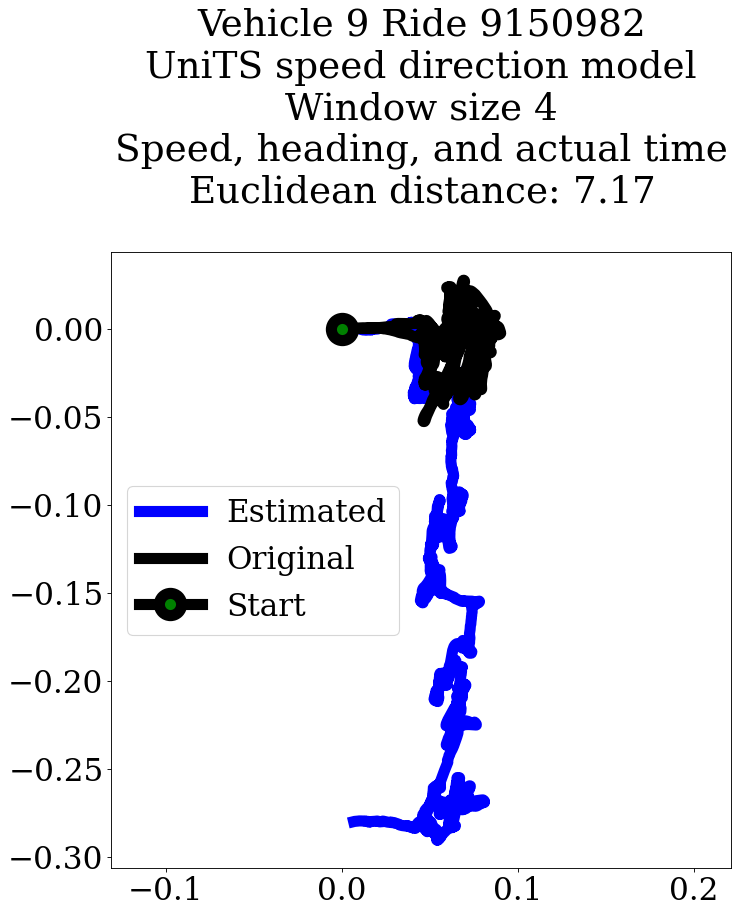 Vehicle 9 Ride 9150982
UniTS speed direction model
Window size 4
Speed, heading, and actual time
Euclidean distance: 7.17
0.00
−0.05
−0.10
−0.15
−0.20
−0.25
−0.30
Estimated
Original
Start
−0.1
0.0
0.1
0.2